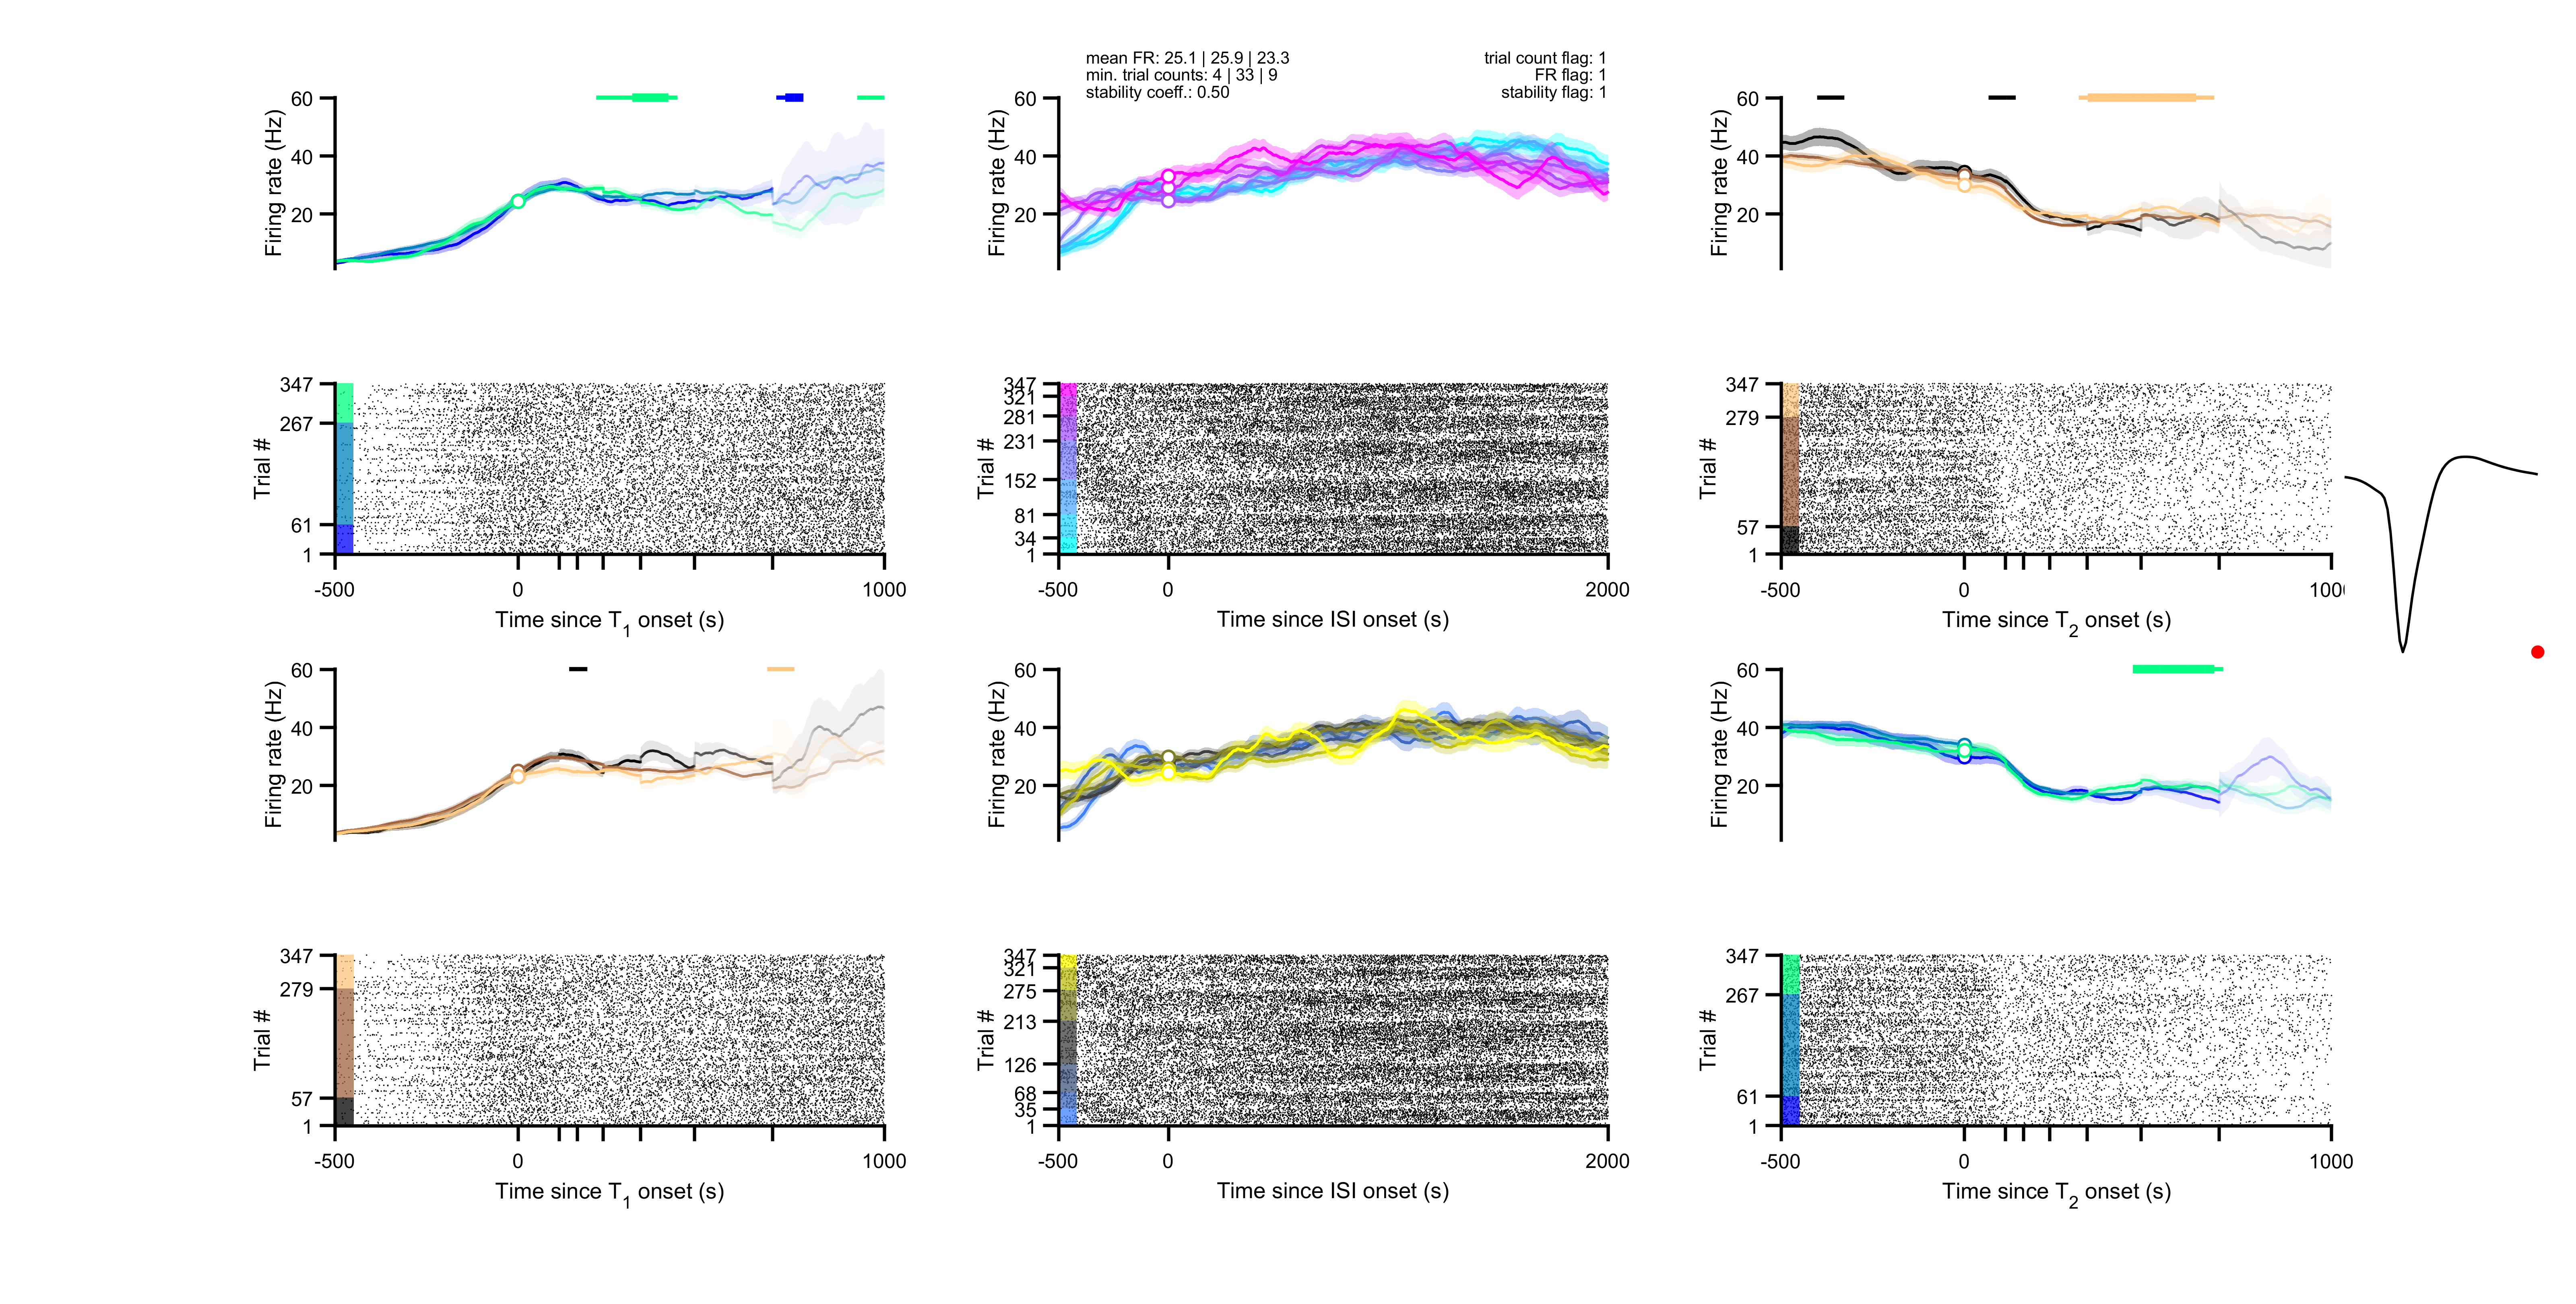 mean FR: 25.1 | 25.9 | 23.3
min. trial counts: 4 | 33 | 9
stability coeff.: 0.50
trial count flag: 1
FR flag: 1
stability flag: 1
Firing rate (Hz)
60
40
20
Firing rate (Hz)
60
40
20
Firing rate (Hz)
60
40
20
Trial #
347
267
61
1
-500
0
1000
Time since T1 onset (s)
Trial #
347
321
281
231
152
81
34
1
-500
0
2000
Time since ISI onset (s)
Trial #
347
279
57
1
-500
0
100
Time since T2 onset (s)
Firing rate (Hz)
60
40
20
Firing rate (Hz)
60
40
20
Firing rate (Hz)
60
40
20
Trial #
347
279
57
1
-500
0
1000
Time since T1 onset (s)
Trial #
347
321
275
213
126
68
35
1
-500
0
2000
Time since ISI onset (s)
Trial #
347
267
61
1
-500
0
1000
Time since T2 onset (s)